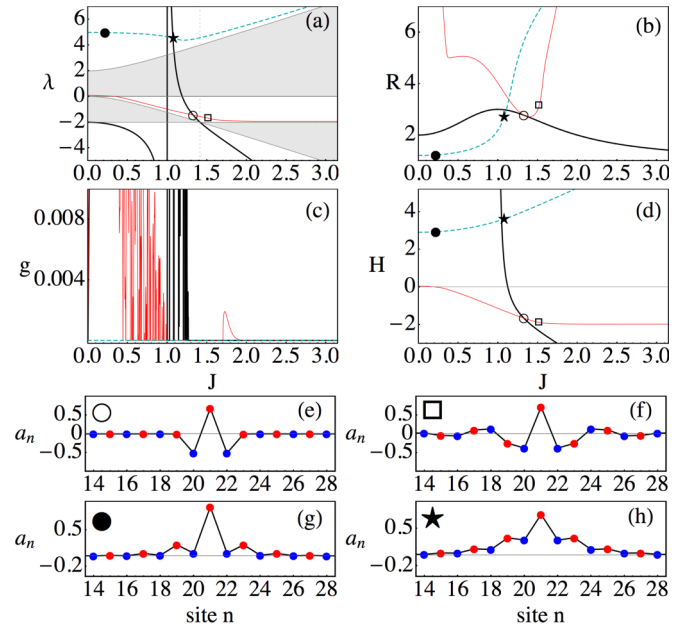 6 (a) 4 λ 2 0 −2 −4 0.0 0.5 1.0 1.5 2.0 2.5 3.0
6 (b) R 4 2 0.0 0.5 1.0 1.5 2.0 2.5 3.0
0.008 (c) g 0.004 0.0 0.5 1.0 1.5 2.0 2.5 3.0 J
4 (d) H 2 0 −2 0.0 0.5 1.0 1.5 2.0 2.5 3.0 J
(e) 0.5 aₙ 0 −0.5 14 16 18 20 22 24 26 28
(f) 0.5 aₙ 0 −0.5 14 16 18 20 22 24 26 28
(g) aₙ 0.5 −0.2 14 16 18 20 22 24 26 28 site n
(h) aₙ 0.5 −0.2 14 16 18 20 22 24 26 28 site n